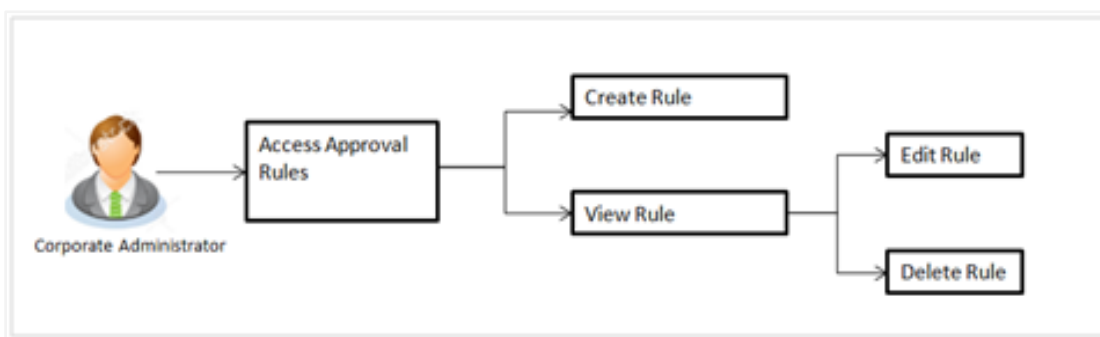 Create Rule
Access Approval
Rules
Edit Rule
View Rule
Corporate Administrator
Delete Rule